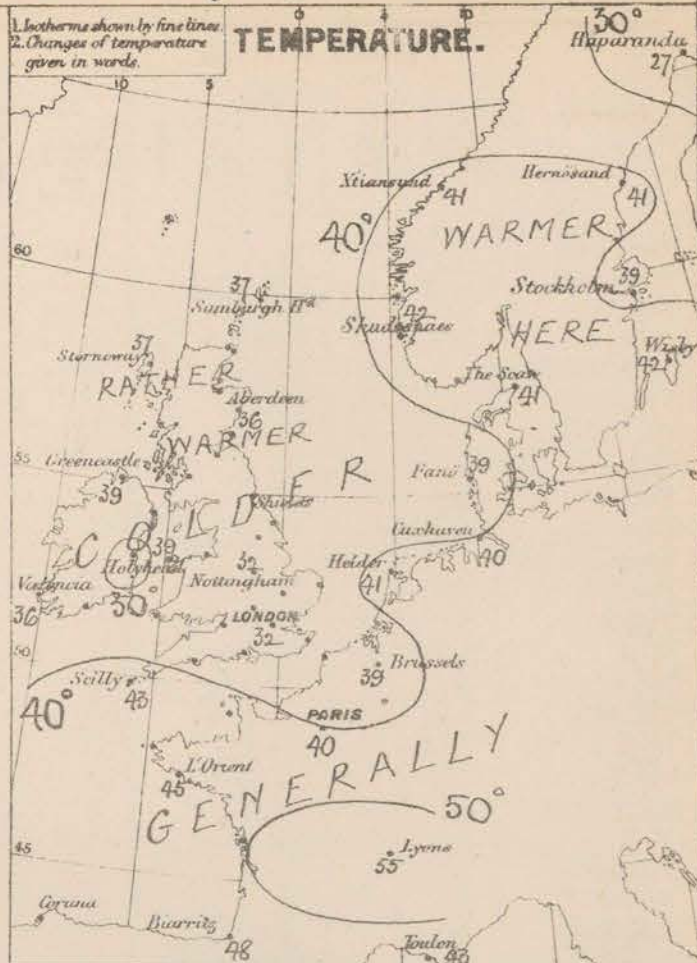 1. Isotherms shown by fine lines.
2. Changes of temperature
given in words.
TEMPERATURE.
0
5
10
30°
Haparanda
27
10
5
Xtiansund
41
Hernösand
41
40°
WARMER
60
37
Sumburgh Hd
42
Skudesnaes
Stockholm
39
HERE
37
Stornoway
RATHER
The Scaw
41
Wisby
42
Aberdeen
36
WARMER
55
Greencastle
39
Fanö
39
COLDER
Shields
39
Holyhead
Cuxhaven
40
Helder
41
Valencia
36
30°
Nottingham
32
LONDON
32
50
Brussels
39
Scilly
43
40°
PARIS
40
L'Orient
45
GENERALLY
50°
45
Lyons
55
Coruna
Biarritz
48
Toulon
43